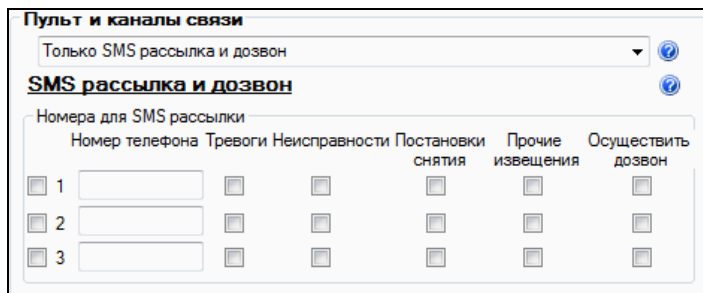 Пульт и каналы связи
Только SMS рассылка и дозвон
SMS рассылка и дозвон
Номера для SMS рассылки
Номер телефона Тревоги Неисправности Постановки снятия Прочие извещения Осуществить дозвон
1
2
3